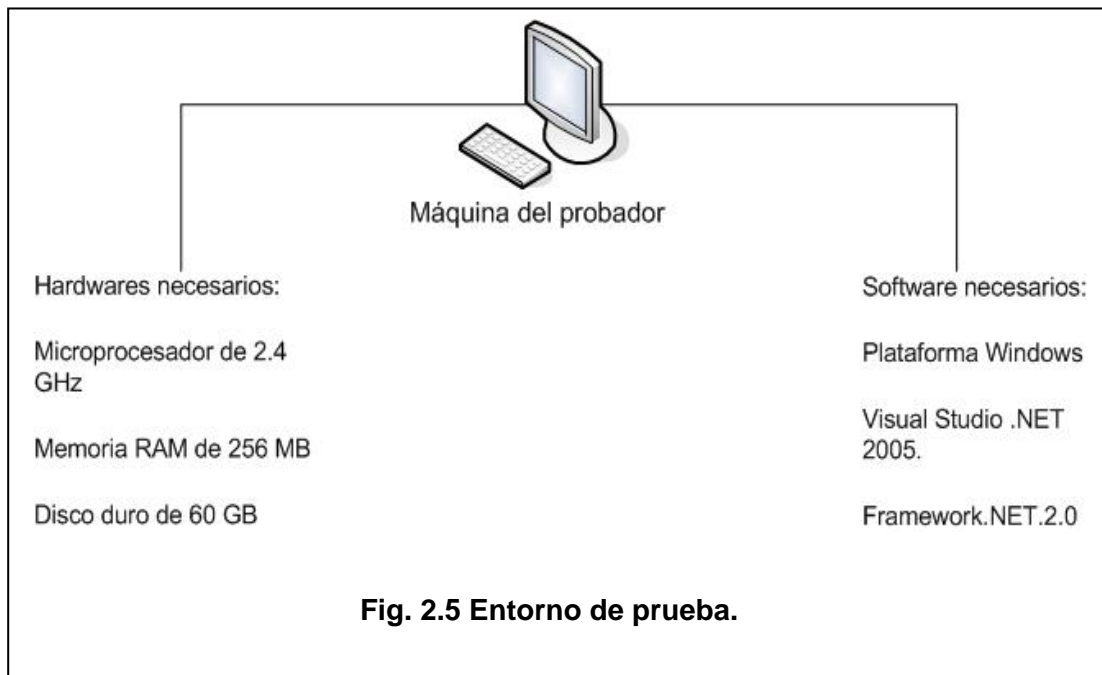 Máquina del probador
Hardwares necesarios:
Microprocesador de 2.4
GHz
Memoria RAM de 256 MB
Disco duro de 60 GB
Software necesarios:
Plataforma Windows
Visual Studio .NET
2005.
Framework.NET.2.0
Fig. 2.5 Entorno de prueba.